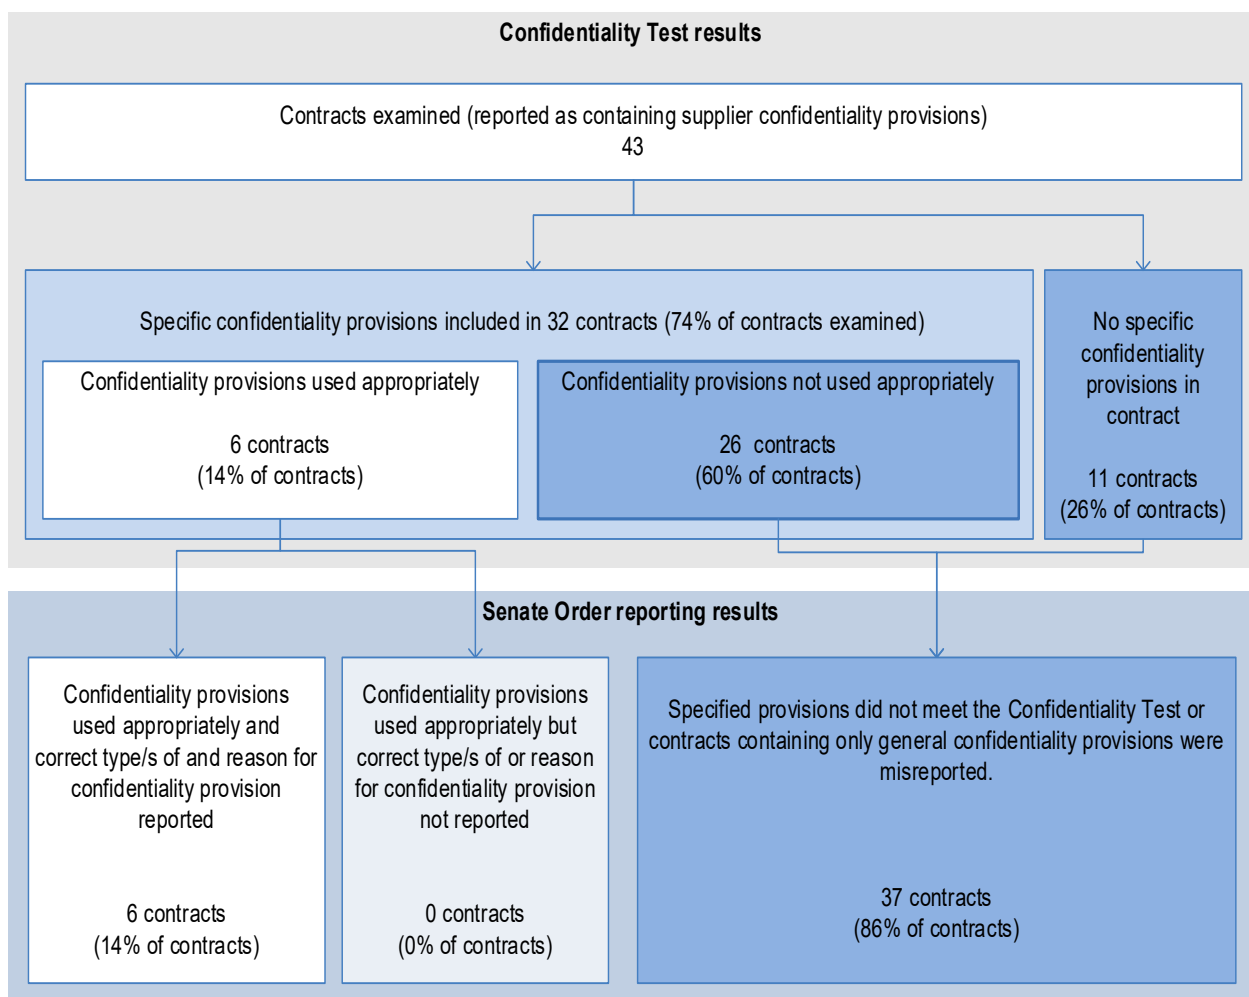 Confidentiality Test results
Contracts examined (reported as containing supplier confidentiality provisions)
43
Specific confidentiality provisions included in 32 contracts (74% of contracts examined)
Confidentiality provisions used appropriately
6 contracts
(14% of contracts)
Confidentiality provisions not used appropriately
26 contracts
(60% of contracts)
No specific
confidentiality
provisions in
contract
11 contracts
(26% of contracts)
Senate Order reporting results
Confidentiality provisions
used appropriately and
correct type/s of and reason for
confidentiality provision
reported
6 contracts
(14% of contracts)
Confidentiality provisions
used appropriately but
correct type/s of or reason
for confidentiality provision
not reported
0 contracts
(0% of contracts)
Specified provisions did not meet the Confidentiality Test or
contracts containing only general confidentiality provisions were
misreported.
37 contracts
(86% of contracts)